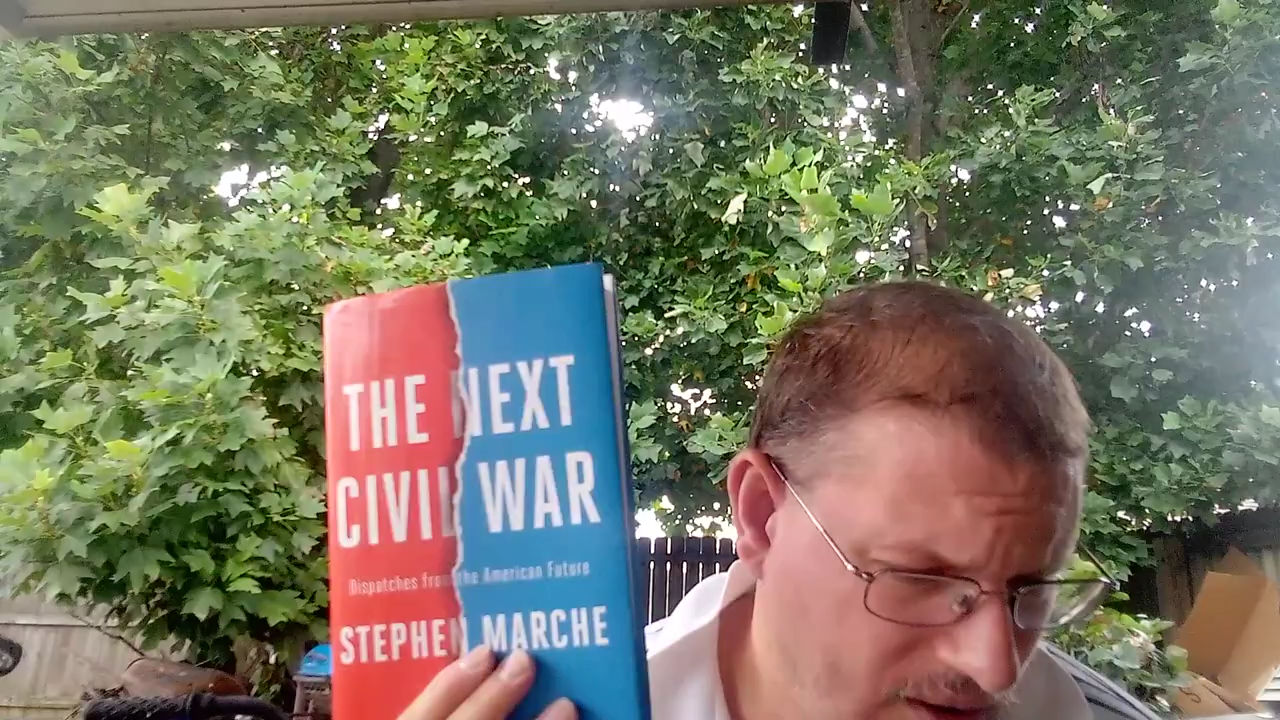 THE NEXT
CIVIL WAR
Dispatches from the American Future
STEPHEN MARCHE